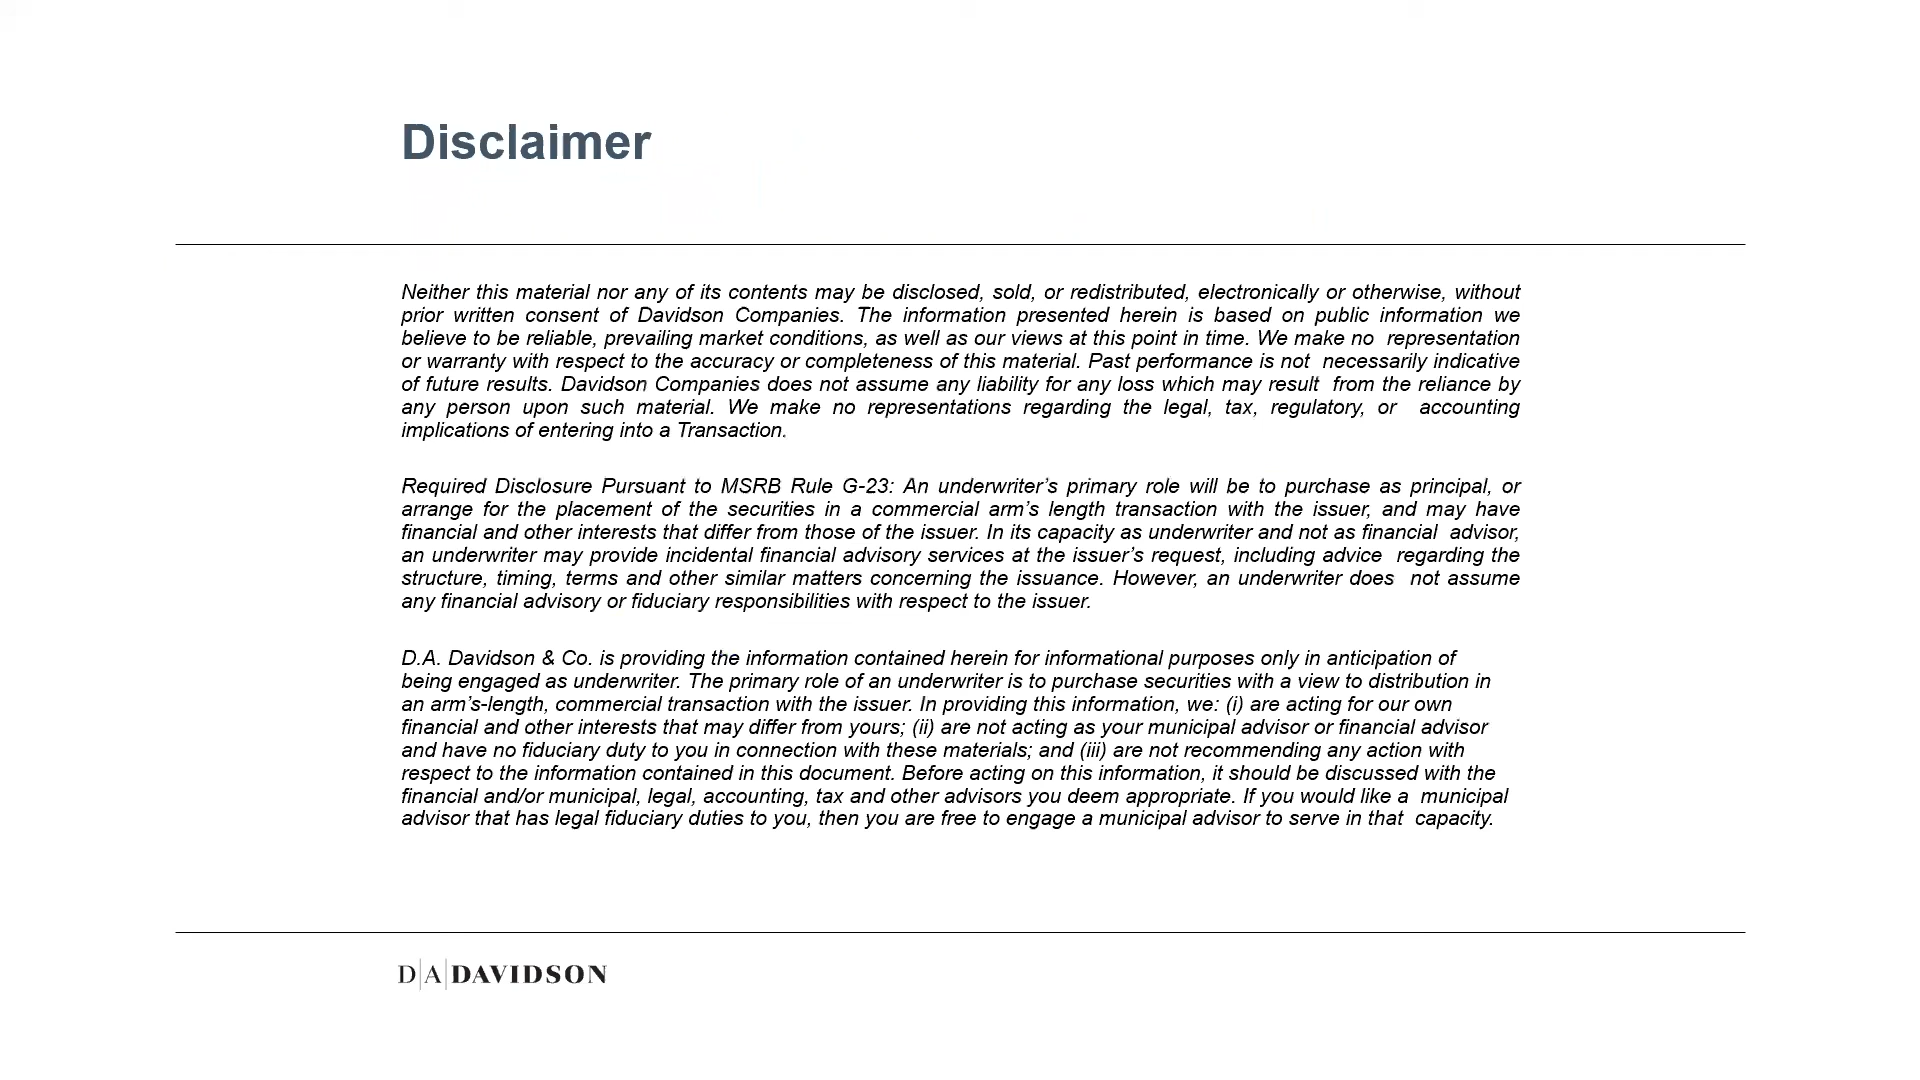 Disclaimer
Neither this material nor any of its contents may be disclosed, sold, or redistributed, electronically or otherwise, without
prior written consent of Davidson Companies. The information presented herein is based on public information we
believe to be reliable, prevailing market conditions, as well as our views at this point in time. We make no representation
or warranty with respect to the accuracy or completeness of this material. Past performance is not necessarily indicative
of future results. Davidson Companies does not assume any liability for any loss which may result from the reliance by
any person upon such material. We make no representations regarding the legal, tax, regulatory, or accounting
implications of entering into a Transaction.
Required Disclosure Pursuant to MSRB Rule G-23: An underwriter’s primary role will be to purchase as principal, or
arrange for the placement of the securities in a commercial arm’s length transaction with the issuer, and may have
financial and other interests that differ from those of the issuer. In its capacity as underwriter and not as financial advisor,
an underwriter may provide incidental financial advisory services at the issuer’s request, including advice regarding the
structure, timing, terms and other similar matters concerning the issuance. However, an underwriter does not assume
any financial advisory or fiduciary responsibilities with respect to the issuer.
D.A. Davidson & Co. is providing the information contained herein for informational purposes only in anticipation of
being engaged as underwriter. The primary role of an underwriter is to purchase securities with a view to distribution in
an arm’s-length, commercial transaction with the issuer. In providing this information, we: (i) are acting for our own
financial and other interests that may differ from yours; (ii) are not acting as your municipal advisor or financial advisor
and have no fiduciary duty to you in connection with these materials; and (iii) are not recommending any action with
respect to the information contained in this document. Before acting on this information, it should be discussed with the
financial and/or municipal, legal, accounting, tax and other advisors you deem appropriate. If you would like a municipal
advisor that has legal fiduciary duties to you, then you are free to engage a municipal advisor to serve in that capacity.
D|A|DAVIDSON